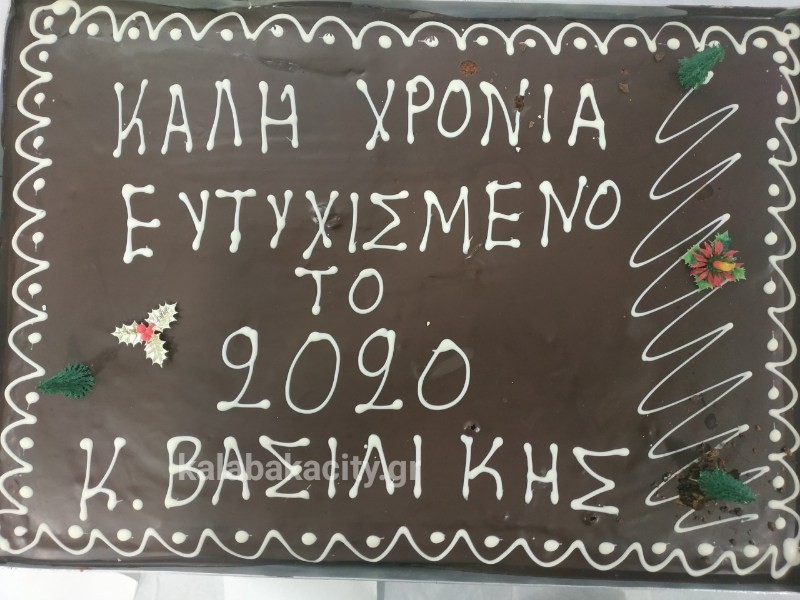 ΚΑΛΗ ΧΡΟΝΙΑ
ΕΥΤΥΧΙΣΜΕΝΟ
ΤΟ
2020
Κ. ΒΑΣΙΛΙΚΗΣ
kalabakacity.gr